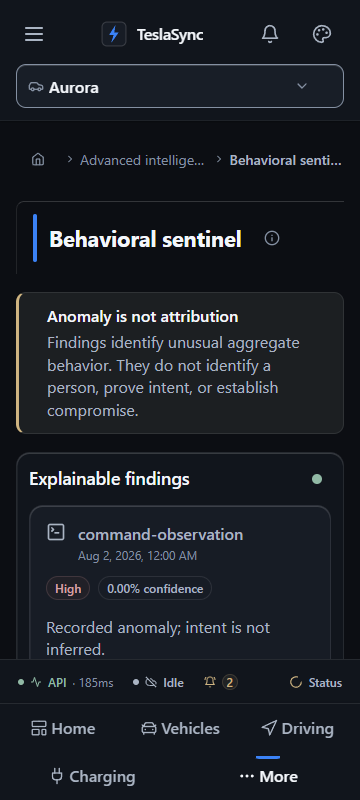 TeslaSync
Aurora
Advanced intellige... Behavioral senti...
Behavioral sentinel
Anomaly is not attribution
Findings identify unusual aggregate
behavior. They do not identify a
person, prove intent, or establish
compromise.
Explainable findings
command-observation
Aug 2, 2026, 12:00 AM
High 0.00% confidence
Recorded anomaly; intent is not
inferred.
API · 185ms Idle 2 Status
Home Vehicles Driving
Charging More